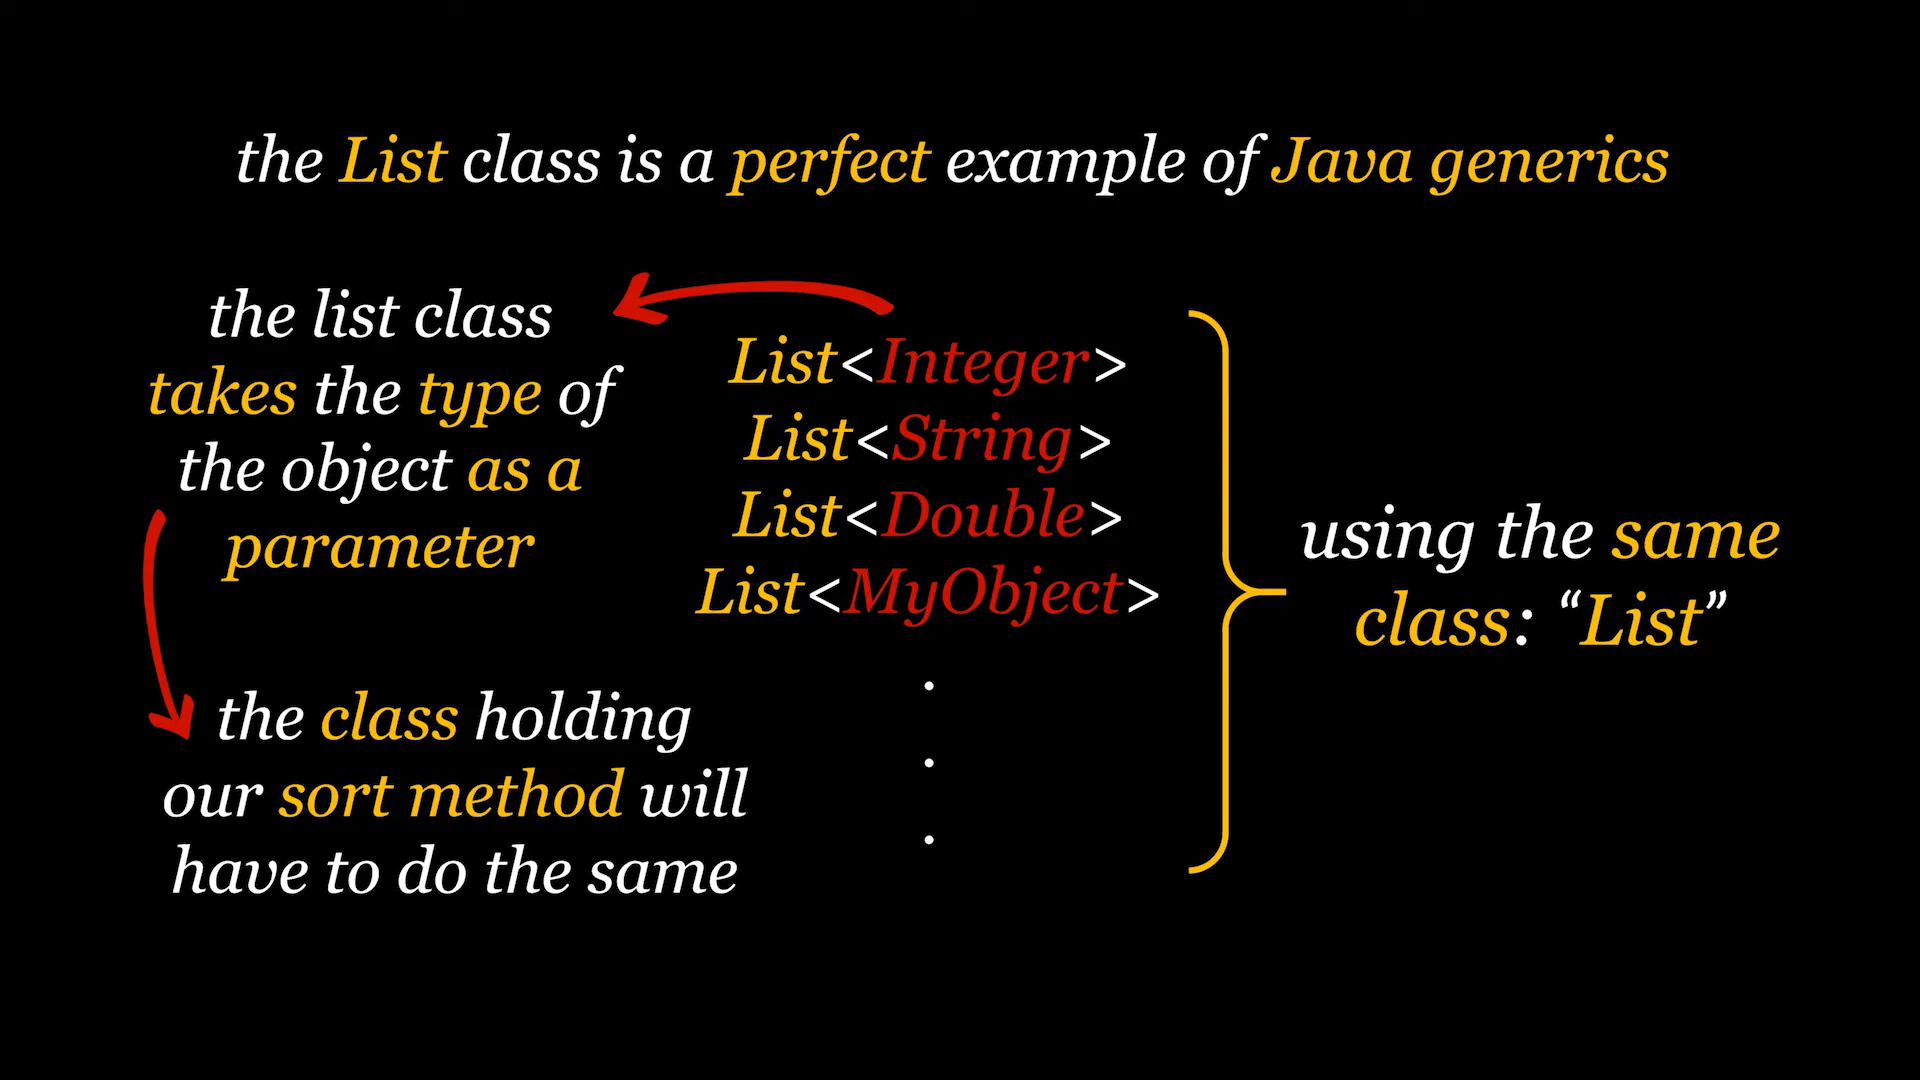 the List class is a perfect example of Java generics
the list class
takes the type of
the object as a
parameter
List<Integer>
List<String>
List<Double>
List<MyObject>
.
.
.
using the same
class: “List”
the class holding
our sort method will
have to do the same